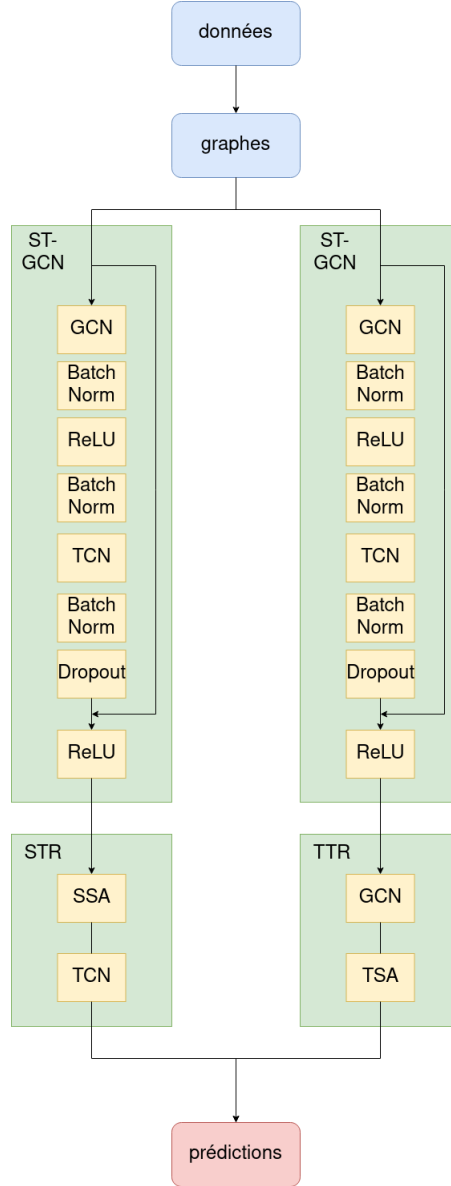 données
graphes
ST-
GCN
GCN
Batch
Norm
ReLU
Batch
Norm
TCN
Batch
Norm
Dropout
ReLU
STR
SSA
TCN
ST-
GCN
GCN
Batch
Norm
ReLU
Batch
Norm
TCN
Batch
Norm
Dropout
ReLU
TTR
GCN
TSA
prédictions